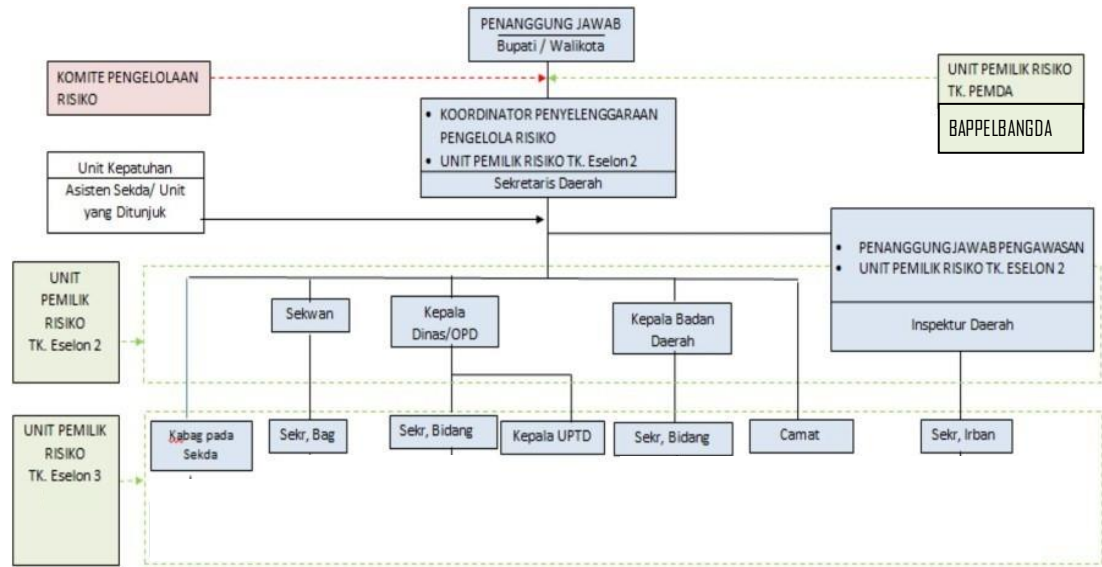 PENANGGUNG JAWAB
Bupati / Walikota
KOMITE PENGELOLAAN
RISIKO
UNIT PEMILIK RISIKO
TK. PEMDA
BAPPELBANGDA
• KOORDINATOR PENYELENGGARAAN
PENGELOLA RISIKO
• UNIT PEMILIK RISIKO TK. Eselon 2
Sekretaris Daerah
Unit Kepatuhan
Asisten Sekda/ Unit
yang Ditunjuk
• PENANGGUNG JAWAB PENGAWASAN
• UNIT PEMILIK RISIKO TK. ESELON 2
Inspektur Daerah
UNIT
PEMILIK
RISIKO
TK. Eselon 2
Sekwan
Kepala
Dinas/OPD
Kepala Badan
Daerah
UNIT PEMILIK
RISIKO
TK. Eselon 3
Kabag pada
Sekda
Sekr, Bag
Sekr, Bidang
Kepala UPTD
Sekr, Bidang
Camat
Sekr, Irban